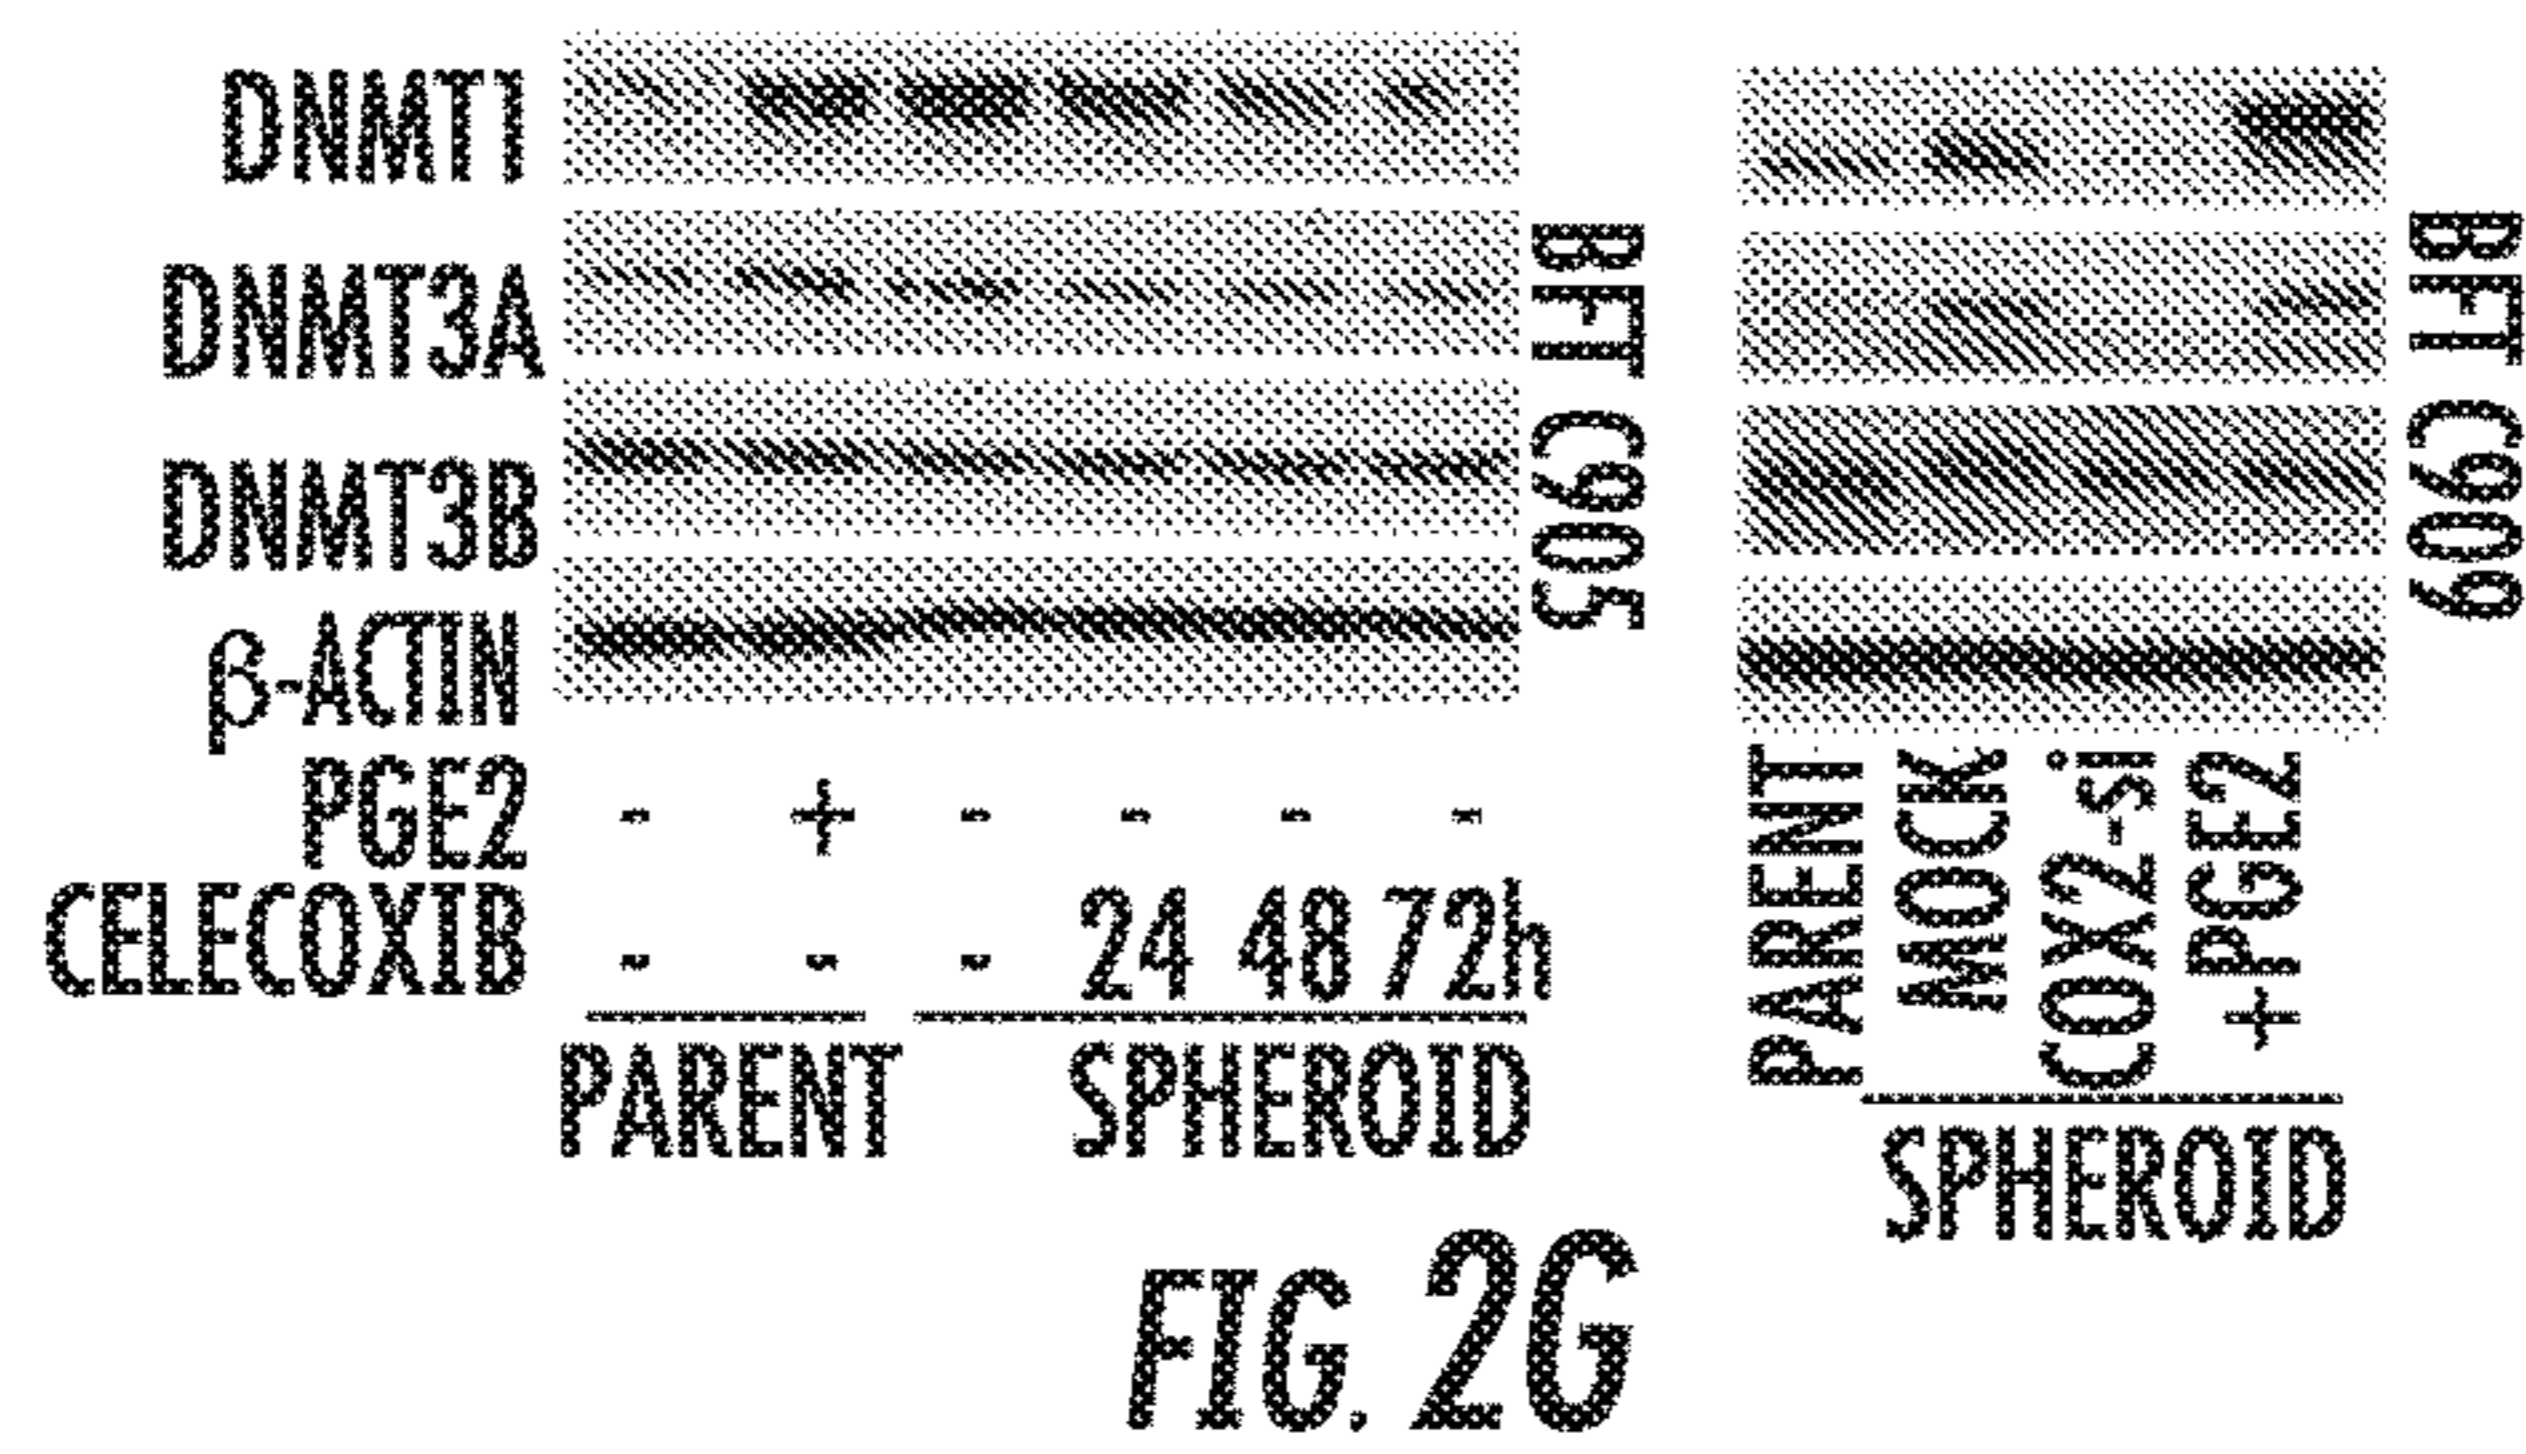 DNMT1
DNMT3A
DNMT3B
β-ACTIN
PGE2 - + - - - -
CELECOXIB - - - 24 48 72h
PARENT SPHEROID
BFT C905
PARENT
MOCK
COX2-si
+PGE2
SPHEROID
BFT C909
FIG. 2G